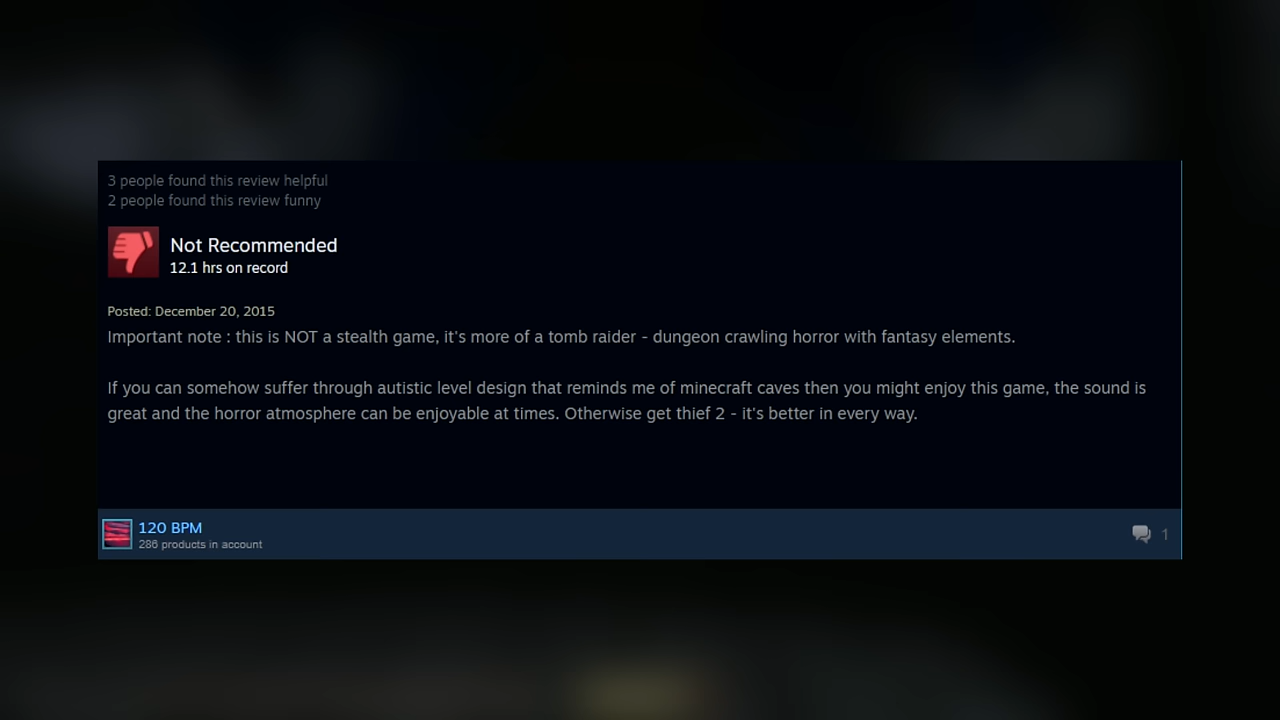 3 people found this review helpful
2 people found this review funny
Not Recommended
12.1 hrs on record
Posted: December 20, 2015
Important note : this is NOT a stealth game, it's more of a tomb raider - dungeon crawling horror with fantasy elements.
If you can somehow suffer through autistic level design that reminds me of minecraft caves then you might enjoy this game, the sound is
great and the horror atmosphere can be enjoyable at times. Otherwise get thief 2 - it's better in every way.
120 BPM
286 products in account
1